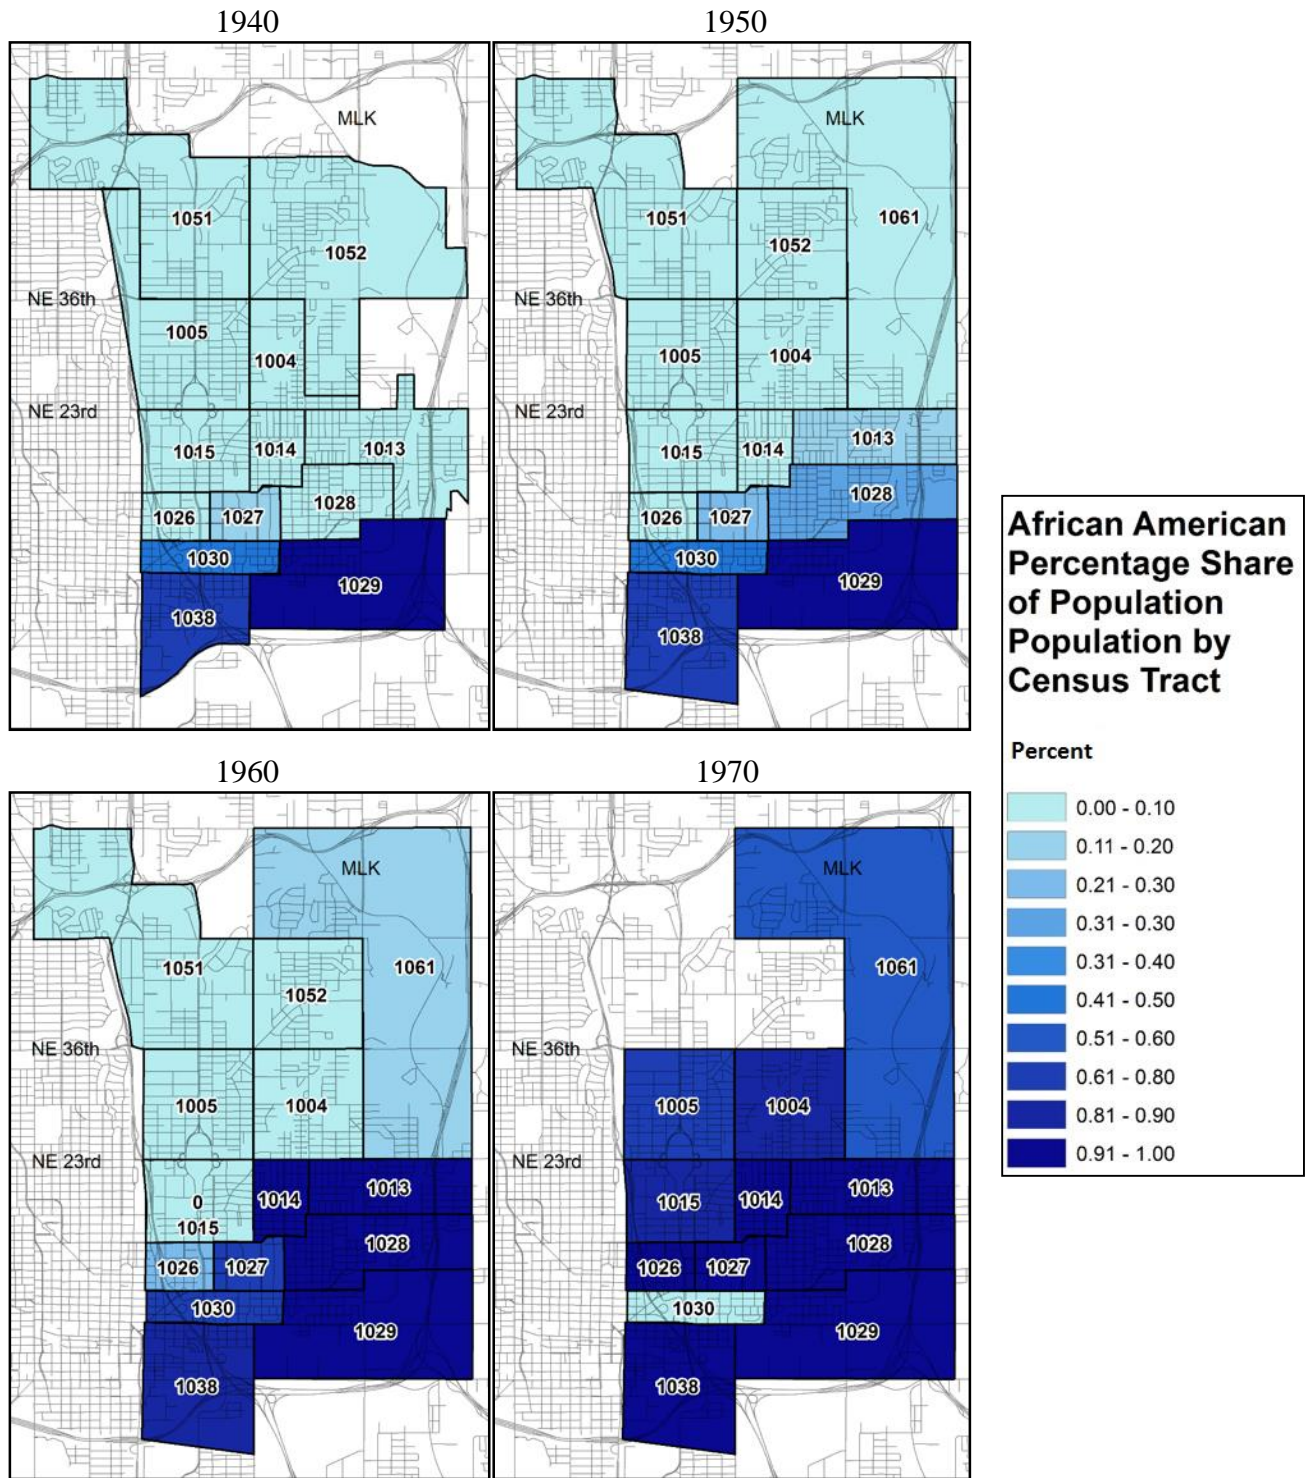 1940
1950
MLK
1051
1052
NE 36th
1005
1004
NE 23rd
1015
1014
1013
1026
1027
1028
1030
1029
1038
MLK
1051
1052
1061
NE 36th
1005
1004
NE 23rd
1015
1014
1013
1026
1027
1028
1030
1029
1038
African American
Percentage Share
of Population
Population by
Census Tract
Percent
0.00 - 0.10
0.11 - 0.20
0.21 - 0.30
0.31 - 0.30
0.31 - 0.40
0.41 - 0.50
0.51 - 0.60
0.61 - 0.80
0.81 - 0.90
0.91 - 1.00
1960
1970
MLK
1051
1052
1061
NE 36th
1005
1004
NE 23rd
0
1015
1014
1013
1026
1027
1028
1030
1029
1038
MLK
1061
NE 36th
1005
1004
NE 23rd
1015
1014
1013
1026
1027
1028
1030
1029
1038